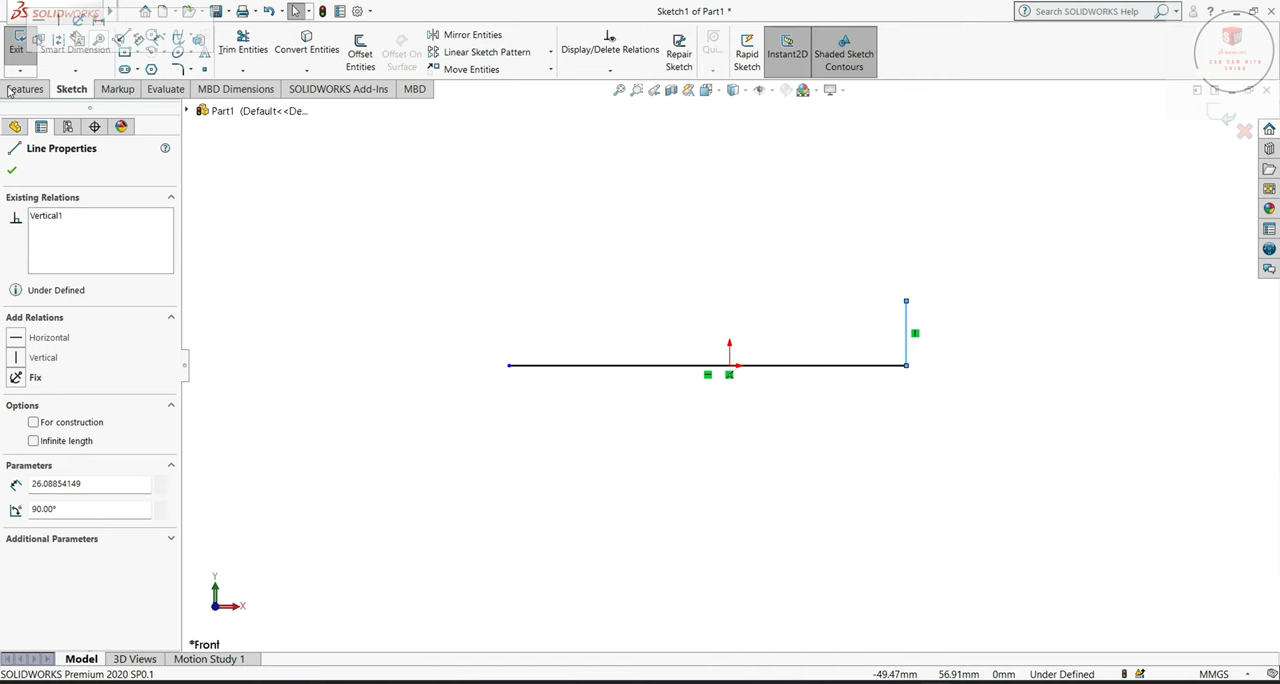 SOLIDWORKS
Sketch1 of Part1 *
Search SOLIDWORKS Help
Exit
Smart Dimension
Trim Entities
Convert Entities
Offset Entities
Offset On Surface
Mirror Entities
Linear Sketch Pattern
Move Entities
Display/Delete Relations
Repair Sketch
Qui...
Rapid Sketch
Instant2D
Shaded Sketch Contours
CAD CAM WITH
Features
Sketch
Markup
Evaluate
MBD Dimensions
SOLIDWORKS Add-Ins
MBD
Part1 (Default<<De...
Line Properties
Existing Relations
Vertical1
Under Defined
Add Relations
Horizontal
Vertical
Fix
Options
For construction
Infinite length
Parameters
26.08854149
90.00°
Additional Parameters
Y
X
*Front
Model
3D Views
Motion Study 1
SOLIDWORKS Premium 2020 SP0.1
-49.47mm
56.91mm
0mm
Under Defined
MMGS